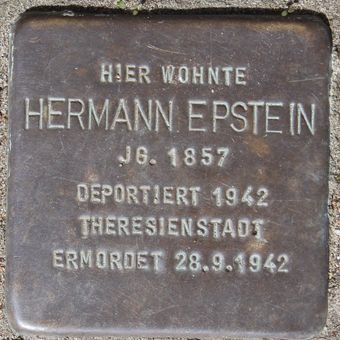 HIER WOHNTE
HERMANN EPSTEIN
JG. 1857
DEPORTIERT 1942
THERESIENSTADT
ERMORDET 28.9.1942